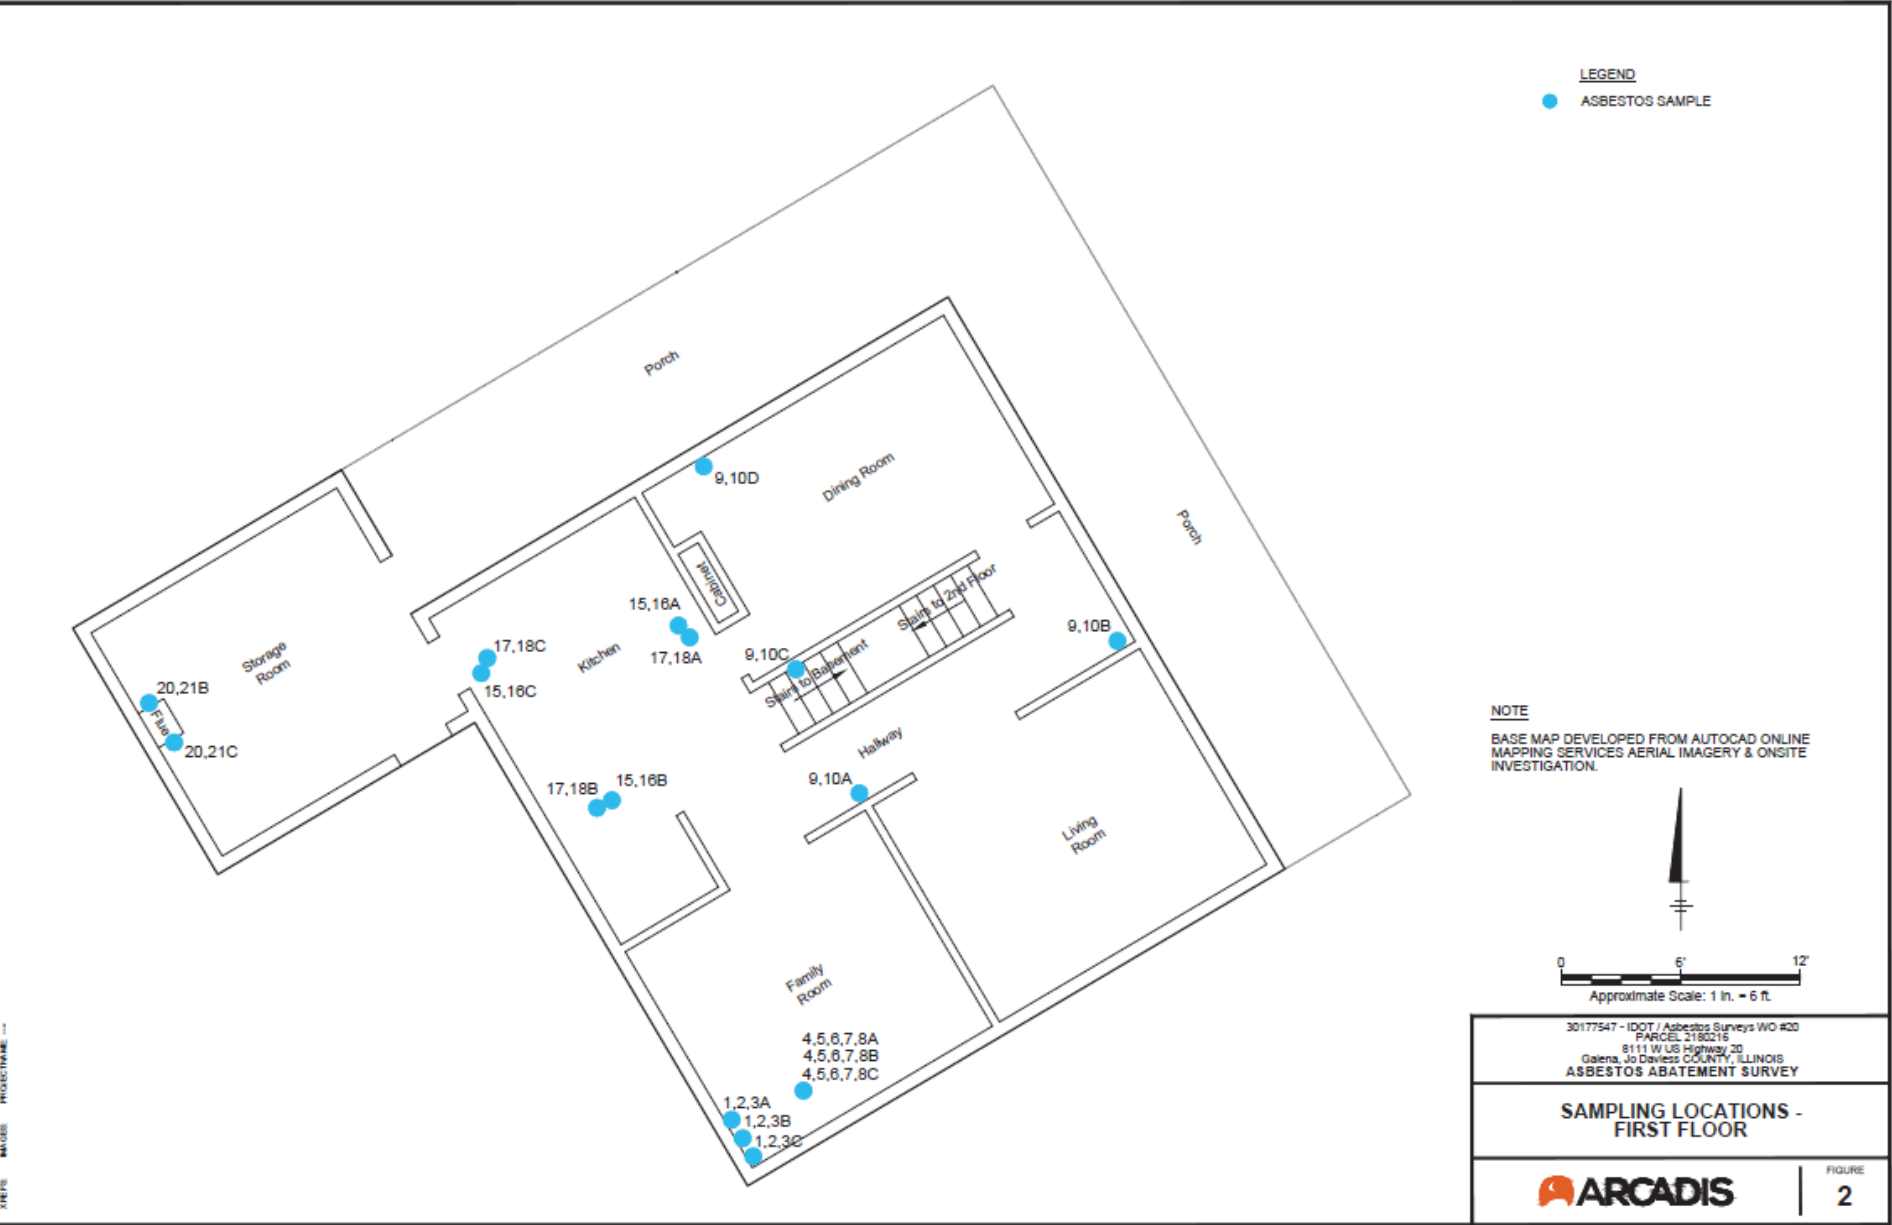 LEGEND
ASBESTOS SAMPLE
Porch
9,10D
Dining Room
Porch
Cabinet
Stairs to 2nd Floor
15,16A
17,18A
Kitchen
17,18C
15,16C
9,10C
Stairs to Basement
9,10B
Storage
Room
20,21B
Flue
20,21C
Hallway
9,10A
17,18B
15,16B
Living
Room
Family
Room
4,5,6,7,8A
4,5,6,7,8B
4,5,6,7,8C
1,2,3A
1,2,3B
1,2,3C
NOTE
BASE MAP DEVELOPED FROM AUTOCAD ONLINE
MAPPING SERVICES AERIAL IMAGERY & ONSITE
INVESTIGATION.
0 6' 12'
Approximate Scale: 1 in. = 6 ft.
30177547 - IDOT / Asbestos Surveys WO #20
PARCEL 2180216
8111 W US Highway 20
Galena, Jo Daviess COUNTY, ILLINOIS
ASBESTOS ABATEMENT SURVEY
SAMPLING LOCATIONS -
FIRST FLOOR
ARCADIS
FIGURE
2
XREFS: IMAGES: PROJECTNAME: ---